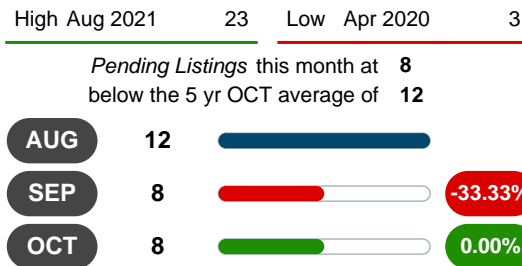 High Aug 2021 23 Low Apr 2020 3
Pending Listings this month at 8
below the 5 yr OCT average of 12
AUG 12
SEP 8 -33.33%
OCT 8 0.00%